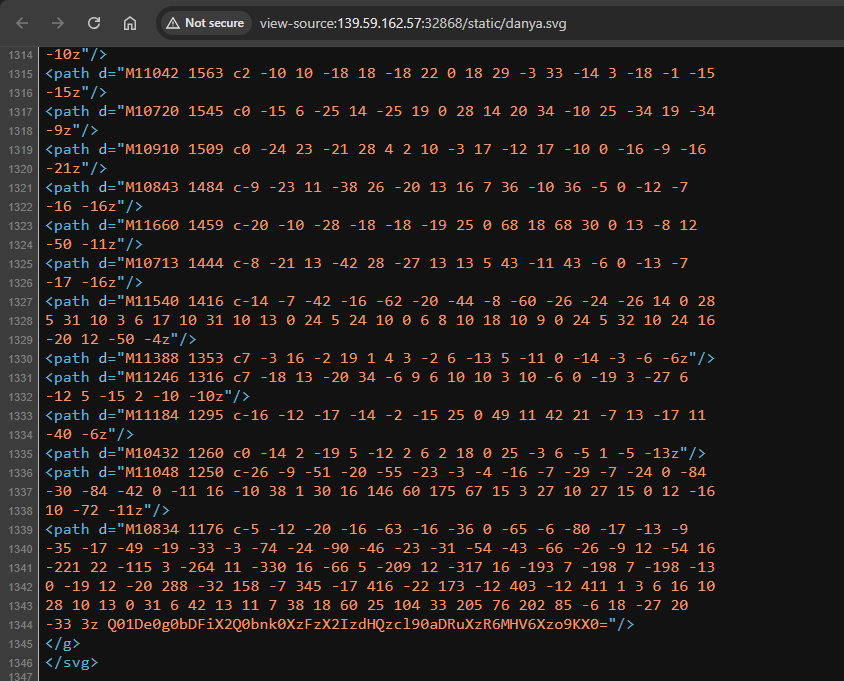 Not secure view-source:139.59.162.57:32868/static/danya.svg
1314 -10z"/>
1315 <path d="M11042 1563 c2 -10 10 -18 18 -18 22 0 18 29 -3 33 -14 3 -18 -1 -15
1316 -15z"/>
1317 <path d="M10720 1545 c0 -15 6 -25 14 -25 19 0 28 14 20 34 -10 25 -34 19 -34
1318 -9z"/>
1319 <path d="M10910 1509 c0 -24 23 -21 28 4 2 10 -3 17 -12 17 -10 0 -16 -9 -16
1320 -21z"/>
1321 <path d="M10843 1484 c-9 -23 11 -38 26 -20 13 16 7 36 -10 36 -5 0 -12 -7
1322 -16 -16z"/>
1323 <path d="M11660 1459 c-20 -10 -28 -18 -18 -19 25 0 68 18 68 30 0 13 -8 12
1324 -50 -11z"/>
1325 <path d="M10713 1444 c-8 -21 13 -42 28 -27 13 13 5 43 -11 43 -6 0 -13 -7
1326 -17 -16z"/>
1327 <path d="M11540 1416 c-14 -7 -42 -16 -62 -20 -44 -8 -60 -26 -24 -26 14 0 28
1328 5 31 10 3 6 17 10 31 10 13 0 24 5 24 10 0 6 8 10 18 10 9 0 24 5 32 10 24 16
1329 -20 12 -50 -4z"/>
1330 <path d="M11388 1353 c7 -3 16 -2 19 1 4 3 -2 6 -13 5 -11 0 -14 -3 -6 -6z"/>
1331 <path d="M11246 1316 c7 -18 13 -20 34 -6 9 6 10 10 3 10 -6 0 -19 3 -27 6
1332 -12 5 -15 2 -10 -10z"/>
1333 <path d="M11184 1295 c-16 -12 -17 -14 -2 -15 25 0 49 11 42 21 -7 13 -17 11
1334 -40 -6z"/>
1335 <path d="M10432 1260 c0 -14 2 -19 5 -12 2 6 2 18 0 25 -3 6 -5 1 -5 -13z"/>
1336 <path d="M11048 1250 c-26 -9 -51 -20 -55 -23 -3 -4 -16 -7 -29 -7 -24 0 -84
1337 -30 -84 -42 0 -11 16 -10 38 1 30 16 146 60 175 67 15 3 27 10 27 15 0 12 -16
1338 10 -72 -11z"/>
1339 <path d="M10834 1176 c-5 -12 -20 -16 -63 -16 -36 0 -65 -6 -80 -17 -13 -9
1340 -35 -17 -49 -19 -33 -3 -74 -24 -90 -46 -23 -31 -54 -43 -66 -26 -9 12 -54 16
1341 -221 22 -115 3 -264 11 -330 16 -66 5 -209 12 -317 16 -193 7 -198 7 -198 -13
1342 0 -19 12 -20 288 -32 158 -7 345 -17 416 -22 173 -12 403 -12 411 1 3 6 16 10
1343 28 10 13 0 31 6 42 13 11 7 38 18 60 25 104 33 205 76 202 85 -6 18 -27 20
1344 -33 3z Q01De0g0bDFiX2Q0bnk0XzFzX2IzdHQzcl90aDRuXzR6MHV6Xzo9KX0="/>
1345 </g>
1346 </svg>
1347